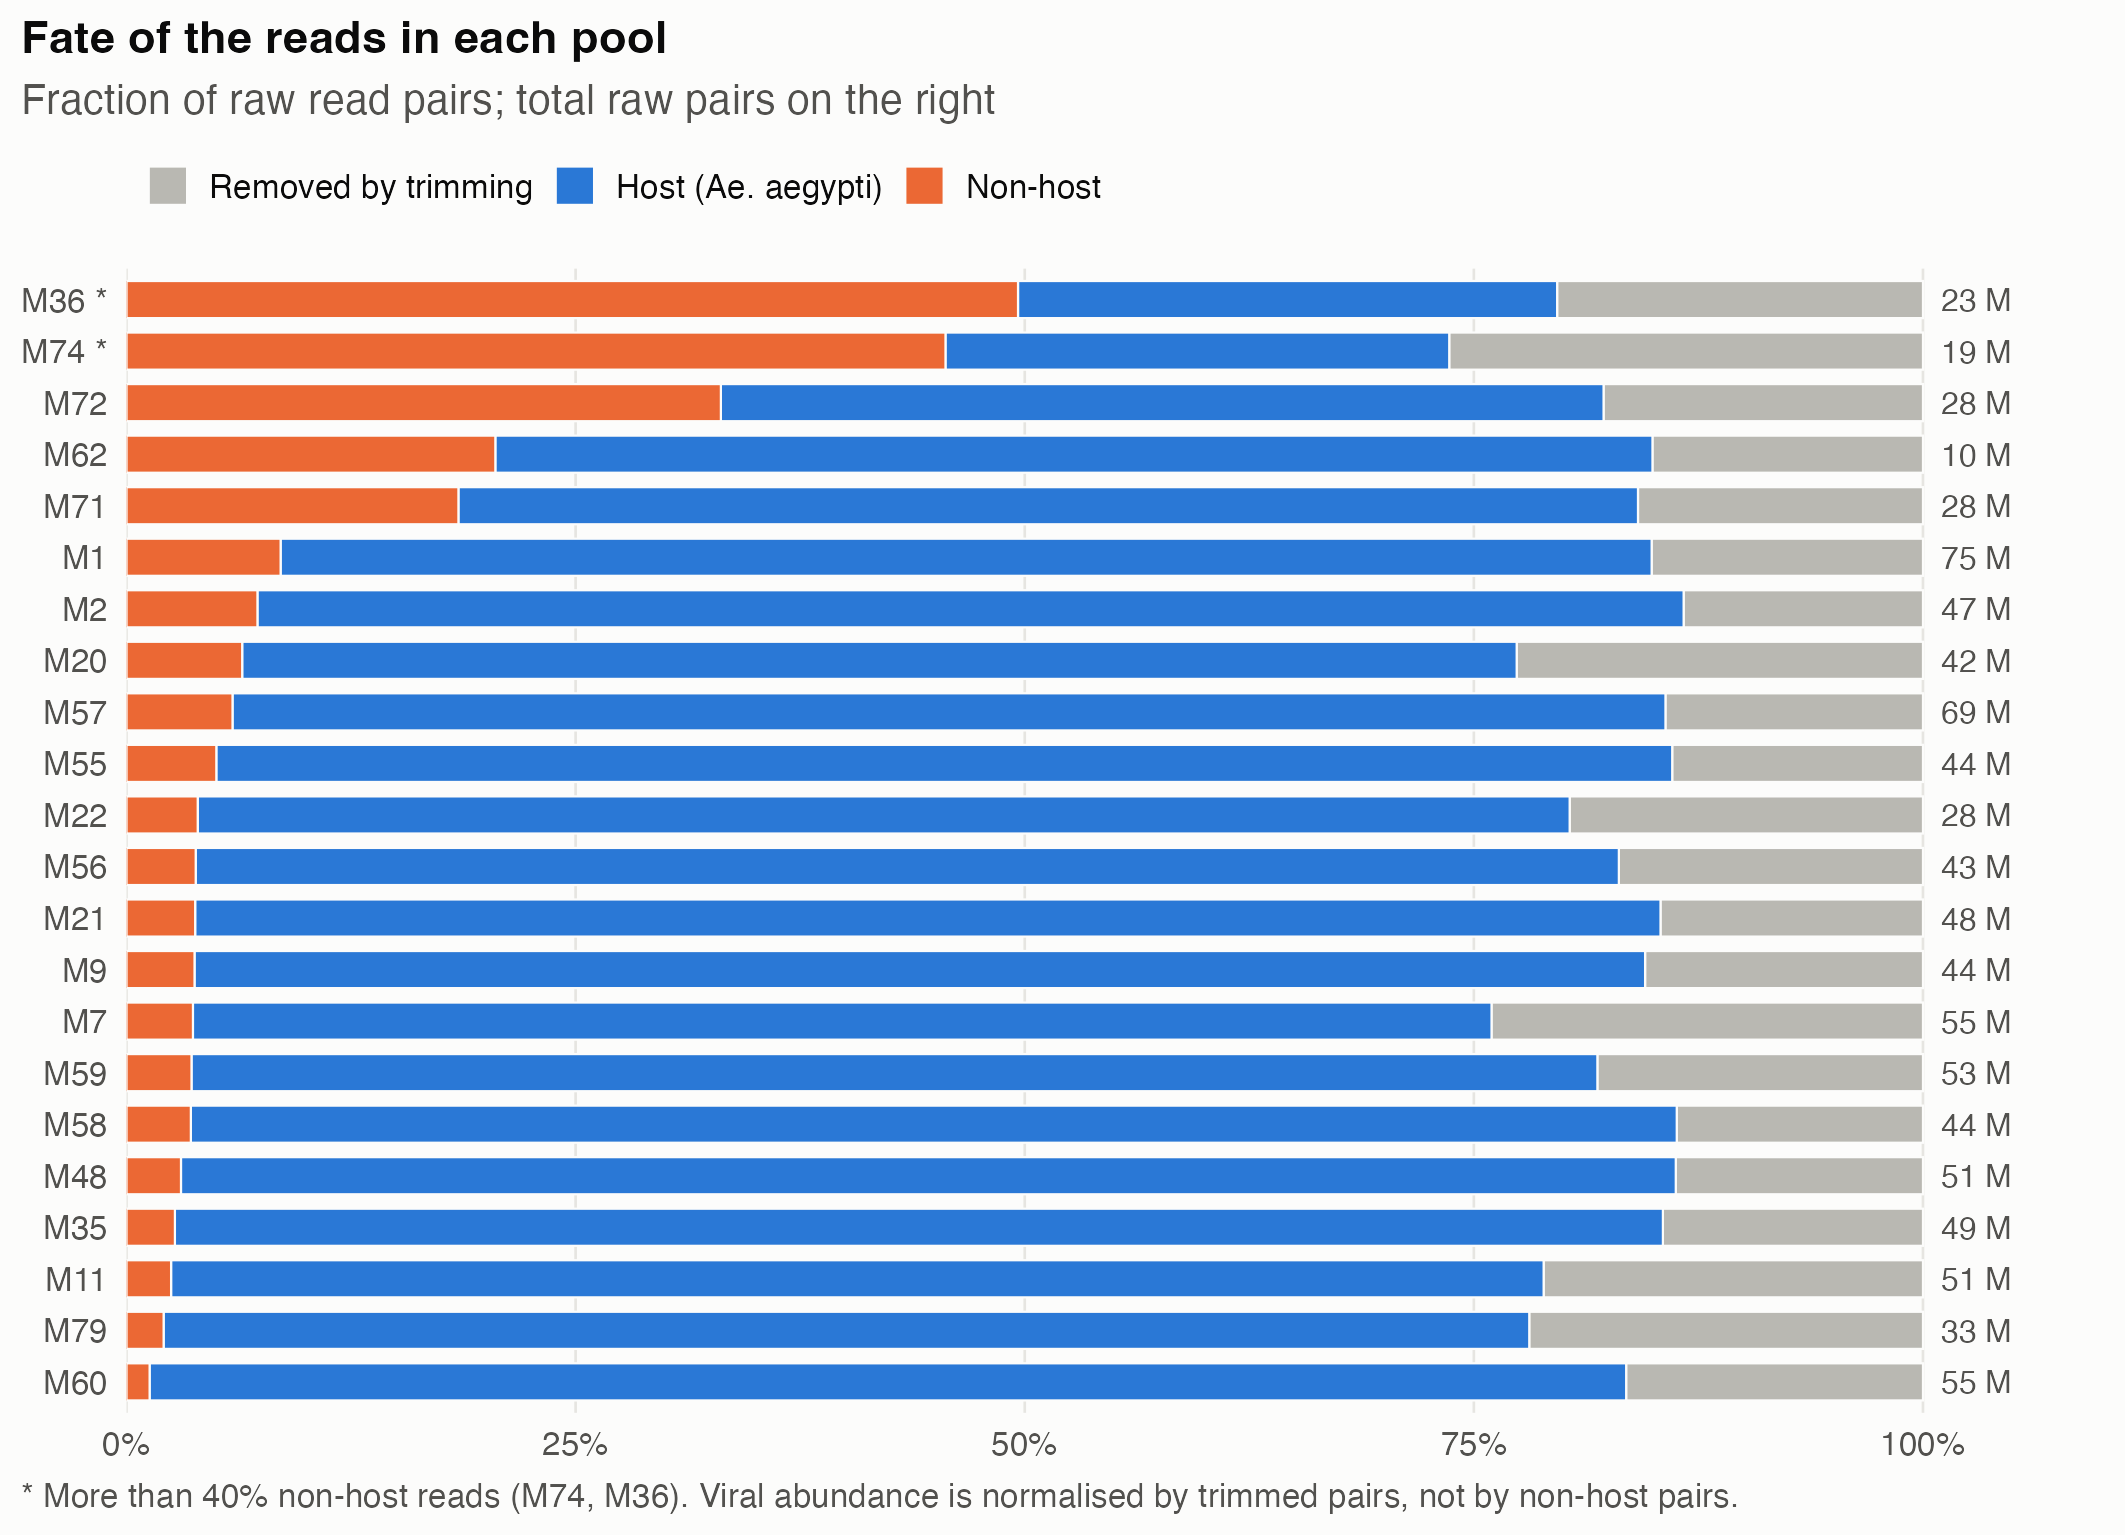 Fate of the reads in each pool
Fraction of raw read pairs; total raw pairs on the right
Removed by trimming Host (Ae. aegypti) Non-host
M36 * 23 M
M74 * 19 M
M72 28 M
M62 10 M
M71 28 M
M1 75 M
M2 47 M
M20 42 M
M57 69 M
M55 44 M
M22 28 M
M56 43 M
M21 48 M
M9 44 M
M7 55 M
M59 53 M
M58 44 M
M48 51 M
M35 49 M
M11 51 M
M79 33 M
M60 55 M
0% 25% 50% 75% 100%
* More than 40% non-host reads (M74, M36). Viral abundance is normalised by trimmed pairs, not by non-host pairs.